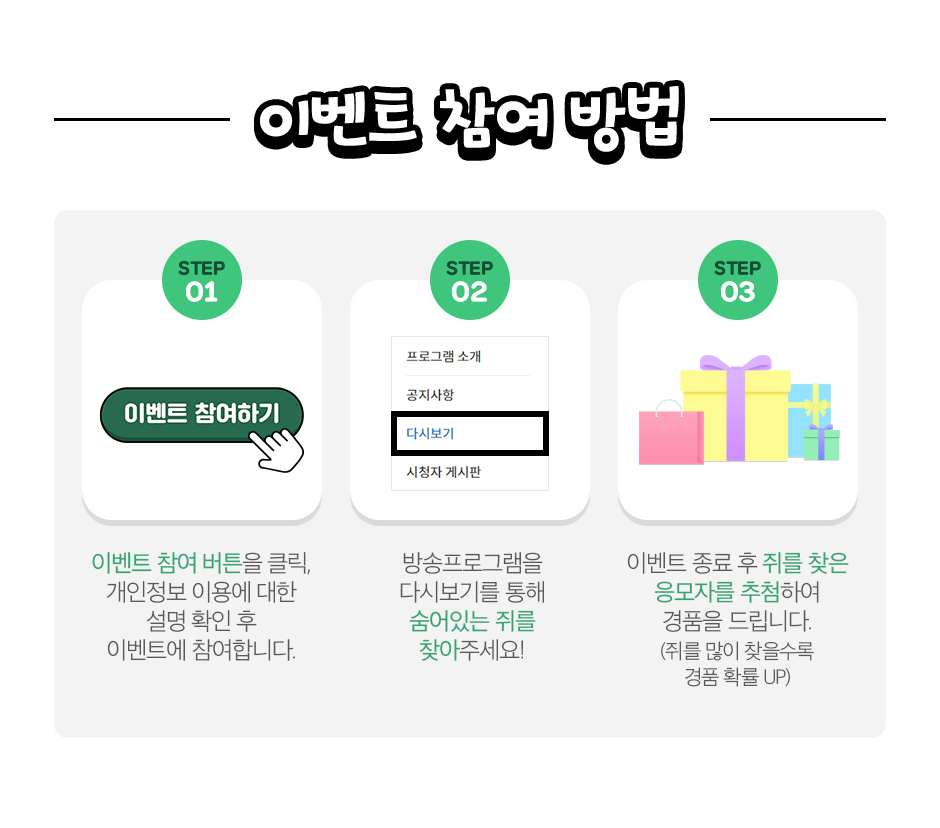 이벤트 참여 방법
STEP
01
이벤트 참여하기
이벤트 참여 버튼을 클릭,
개인정보 이용에 대한
설명 확인 후
이벤트에 참여합니다.
STEP
02
프로그램 소개
공지사항
다시보기
시청자 게시판
방송프로그램을
다시보기를 통해
숨어있는 쥐를
찾아주세요!
STEP
03
이벤트 종료 후 쥐를 찾은
응모자를 추첨하여
경품을 드립니다.
(쥐를 많이 찾을수록
경품 확률 UP)